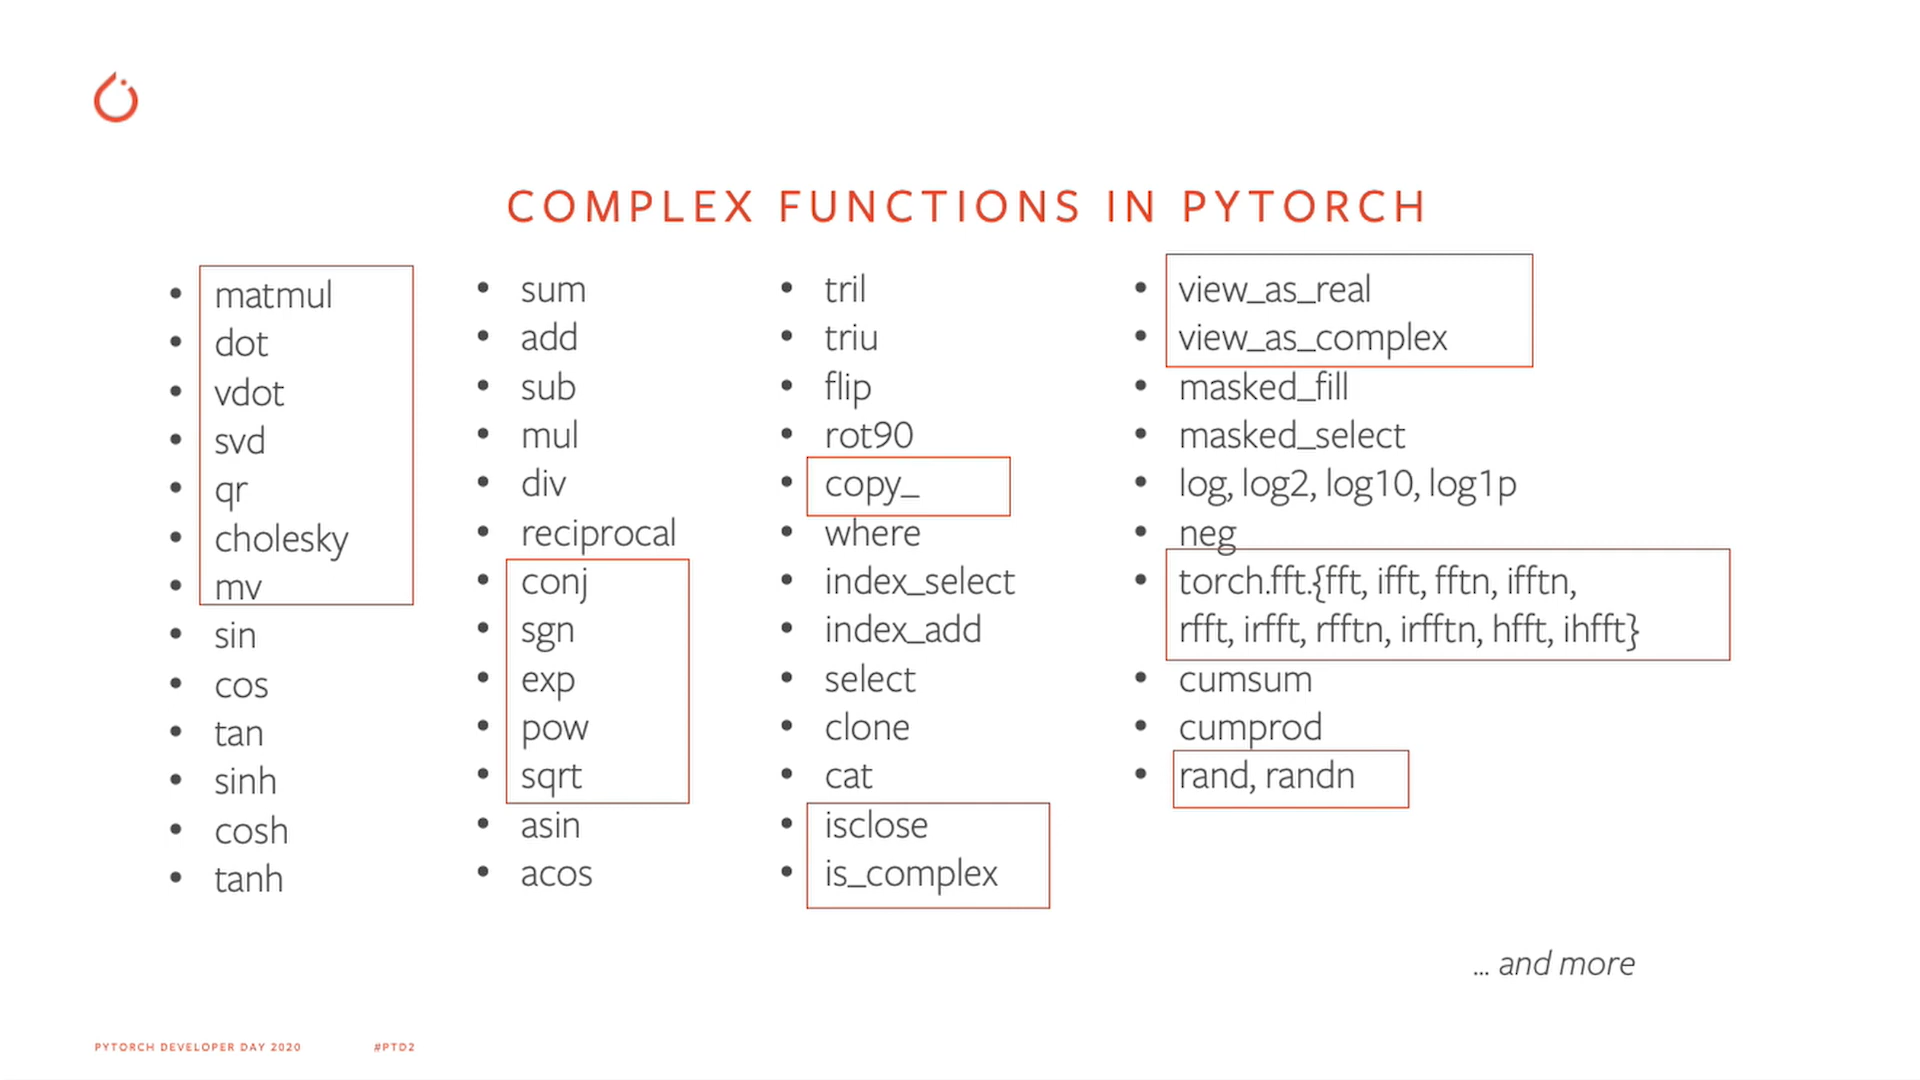 COMPLEX FUNCTIONS IN PYTORCH
• matmul
• dot
• vdot
• svd
• qr
• cholesky
• mv
• sin
• cos
• tan
• sinh
• cosh
• tanh
• sum
• add
• sub
• mul
• div
• reciprocal
• conj
• sgn
• exp
• pow
• sqrt
• asin
• acos
• tril
• triu
• flip
• rot90
• copy_
• where
• index_select
• index_add
• select
• clone
• cat
• isclose
• is_complex
• view_as_real
• view_as_complex
• masked_fill
• masked_select
• log, log2, log10, log1p
• neg
• torch.fft.{fft, ifft, fftn, ifftn,
rfft, irfft, rfftn, irfftn, hfft, ihfft}
• cumsum
• cumprod
• rand, randn
... and more
PYTORCH DEVELOPER DAY 2020 #PTD2